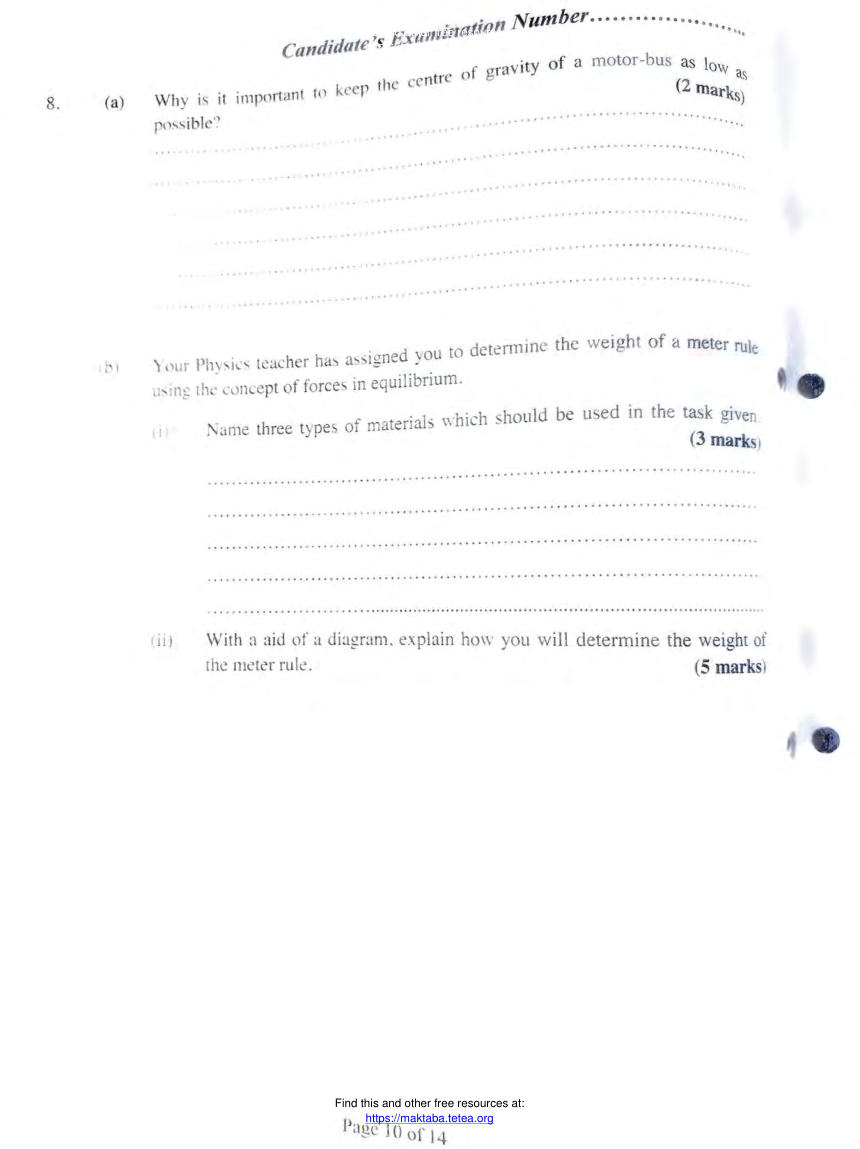 Candidate's Examination Number........................
8. (a) Why is it important to keep the centre of gravity of a motor-bus as low as
possible? (2 marks)
(b) Your Physics teacher has assigned you to determine the weight of a meter rule
using the concept of forces in equilibrium.
(i) Name three types of materials which should be used in the task given.
(3 marks)
(ii) With a aid of a diagram, explain how you will determine the weight of
the meter rule. (5 marks)
Find this and other free resources at:
https://maktaba.tetea.org
Page 10 of 14